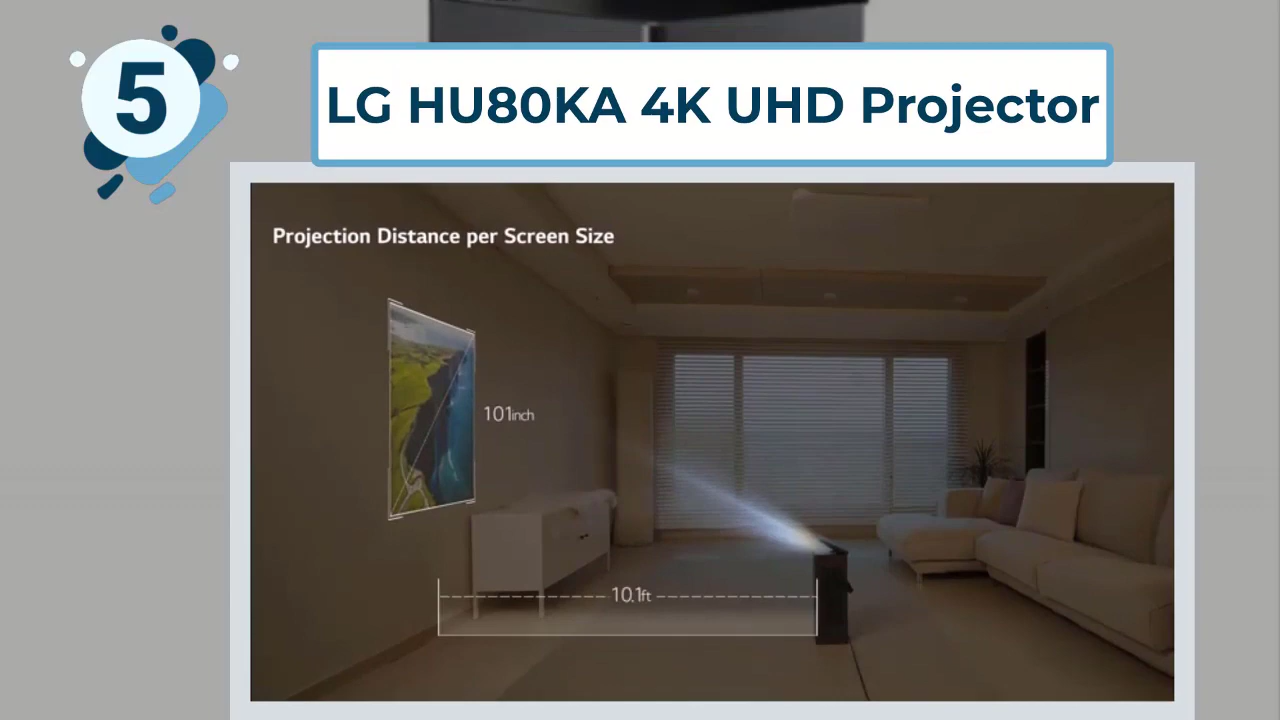 5
LG HU80KA 4K UHD Projector
Projection Distance per Screen Size
101inch
10.1ft